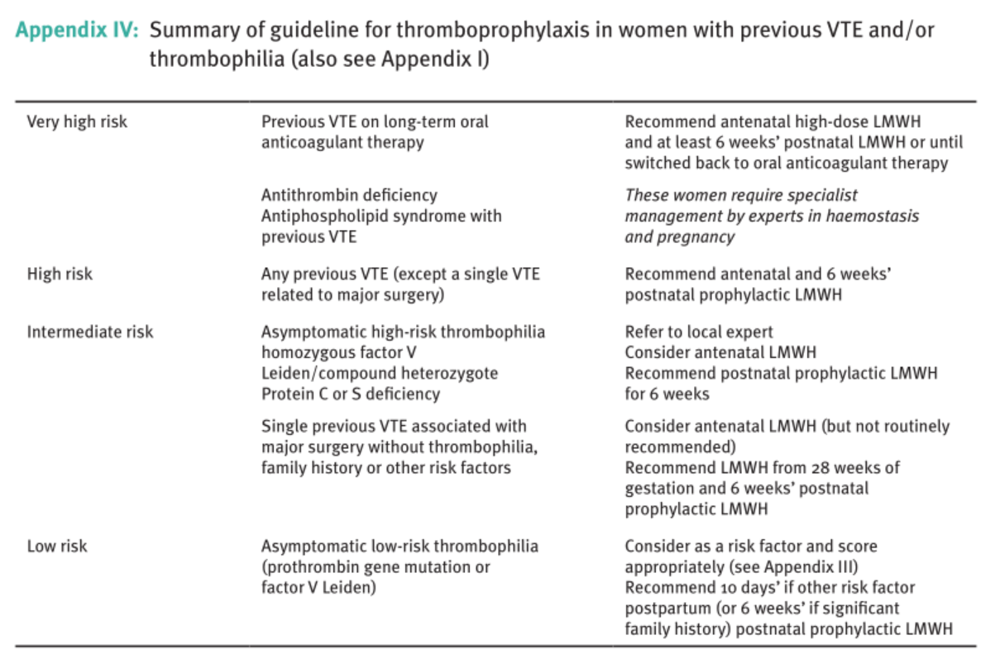 Appendix IV: Summary of guideline for thromboprophylaxis in women with previous VTE and/or
thrombophilia (also see Appendix I)
Very high risk
Previous VTE on long-term oral
anticoagulant therapy
Recommend antenatal high-dose LMWH
and at least 6 weeks’ postnatal LMWH or until
switched back to oral anticoagulant therapy
Antithrombin deficiency
Antiphospholipid syndrome with
previous VTE
These women require specialist
management by experts in haemostasis
and pregnancy
High risk
Any previous VTE (except a single VTE
related to major surgery)
Recommend antenatal and 6 weeks’
postnatal prophylactic LMWH
Intermediate risk
Asymptomatic high-risk thrombophilia
homozygous factor V
Leiden/compound heterozygote
Protein C or S deficiency
Refer to local expert
Consider antenatal LMWH
Recommend postnatal prophylactic LMWH
for 6 weeks
Single previous VTE associated with
major surgery without thrombophilia,
family history or other risk factors
Consider antenatal LMWH (but not routinely
recommended)
Recommend LMWH from 28 weeks of
gestation and 6 weeks’ postnatal
prophylactic LMWH
Low risk
Asymptomatic low-risk thrombophilia
(prothrombin gene mutation or
factor V Leiden)
Consider as a risk factor and score
appropriately (see Appendix III)
Recommend 10 days’ if other risk factor
postpartum (or 6 weeks’ if significant
family history) postnatal prophylactic LMWH